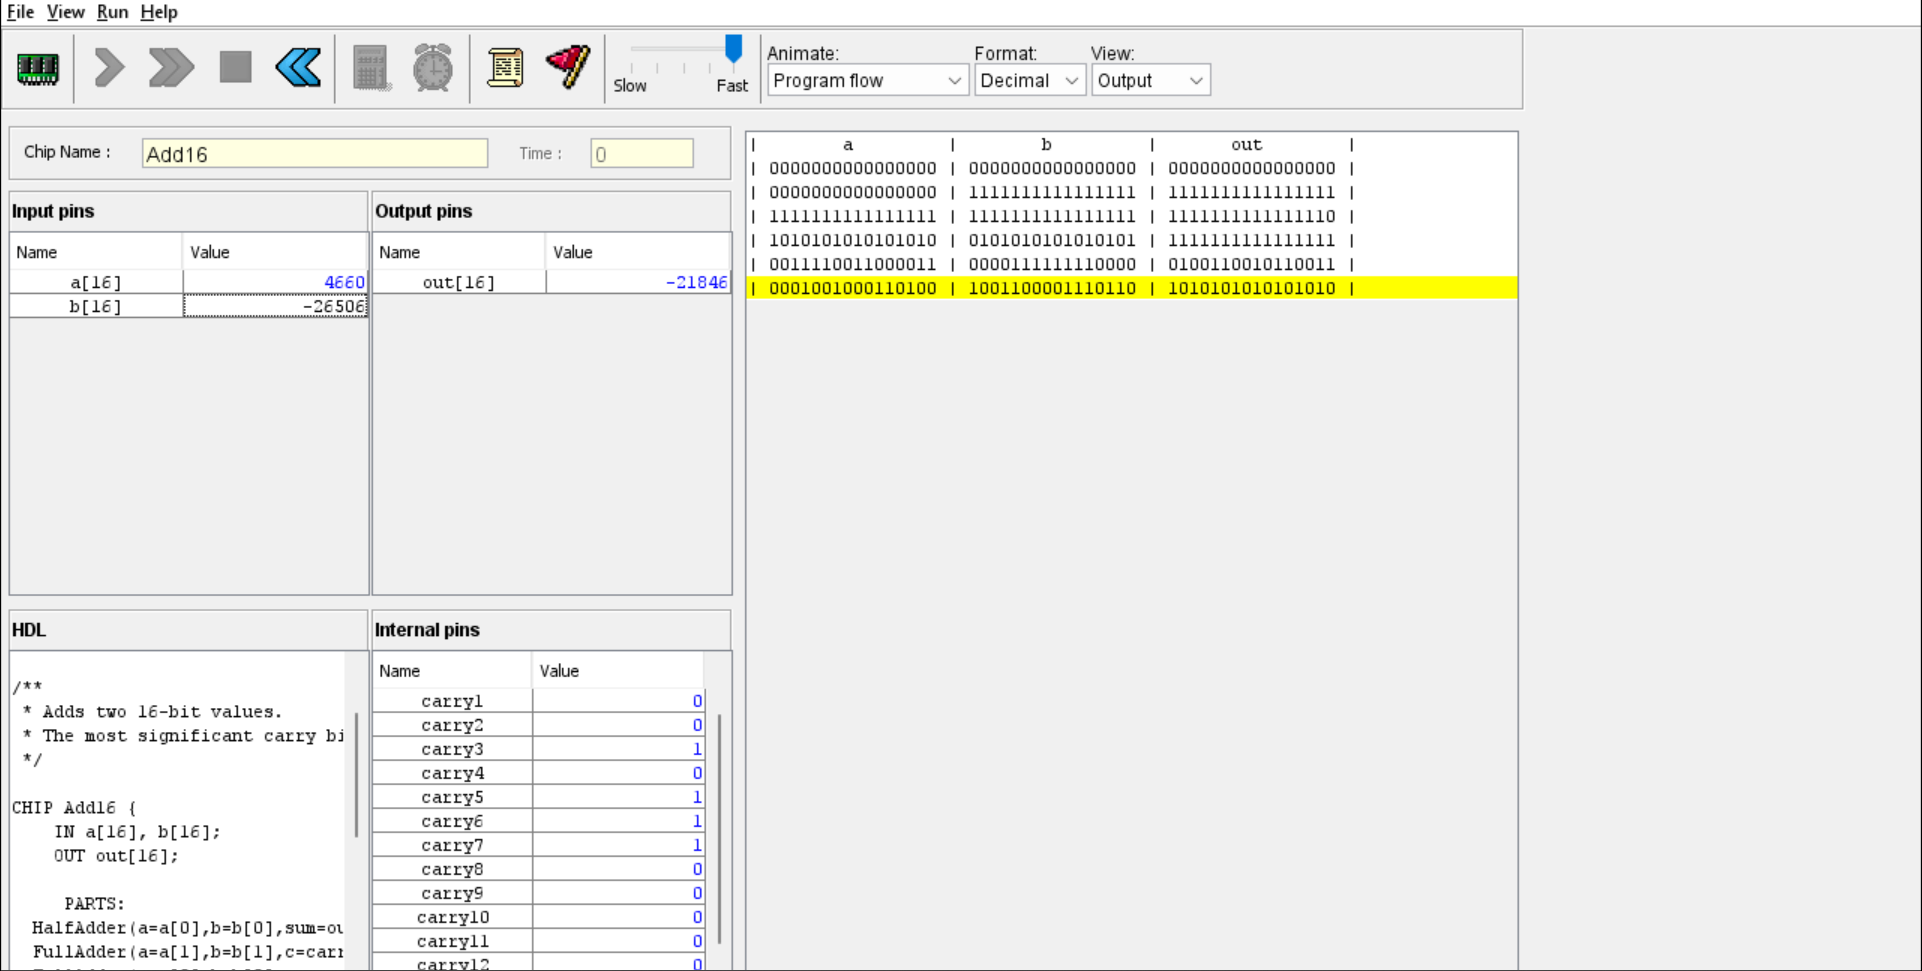 File View Run Help
Animate: Format: View:
Slow Fast Program flow Decimal Output
Chip Name : Add16 Time : 0
Input pins
Name Value
a[16] 4660
b[16] -26506
Output pins
Name Value
out[16] -21846
| a | b | out |
| 0000000000000000 | 0000000000000000 | 0000000000000000 |
| 0000000000000000 | 1111111111111111 | 1111111111111111 |
| 1111111111111111 | 1111111111111111 | 1111111111111110 |
| 1010101010101010 | 0101010101010101 | 1111111111111111 |
| 0011110011000011 | 0000111111110000 | 0100110010110011 |
| 0001001000110100 | 1001100001110110 | 1010101010101010 |
HDL
/**
* Adds two 16-bit values.
* The most significant carry bi
*/
CHIP Add16 {
IN a[16], b[16];
OUT out[16];
PARTS:
HalfAdder(a=a[0],b=b[0],sum=ou
FullAdder(a=a[1],b=b[1],c=carr
Internal pins
Name Value
carry1 0
carry2 0
carry3 1
carry4 0
carry5 1
carry6 1
carry7 1
carry8 0
carry9 0
carry10 0
carry11 0
carry12 0